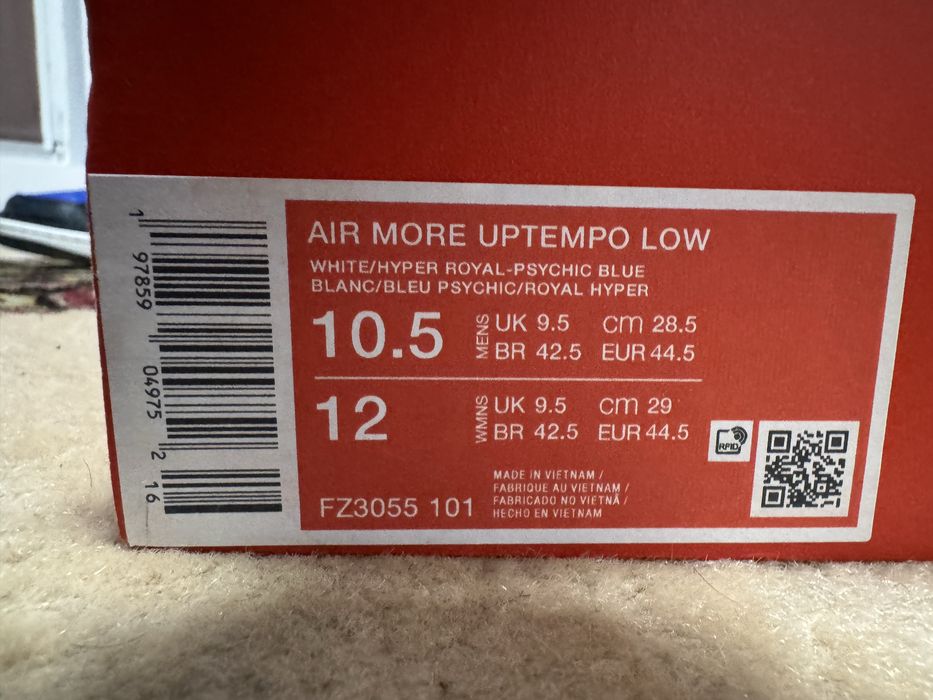 AIR MORE UPTEMPO LOW
WHITE/HYPER ROYAL-PSYCHIC BLUE
BLANC/BLEU PSYCHIC/ROYAL HYPER
10.5 MENS UK 9.5 cm 28.5
BR 42.5 EUR 44.5
12 WMNS UK 9.5 cm 29
BR 42.5 EUR 44.5
RFID
MADE IN VIETNAM /
FABRIQUE AU VIETNAM /
FABRICADO NO VIETNÃ /
HECHO EN VIETNAM
FZ3055 101
1 97859 04975 2 16